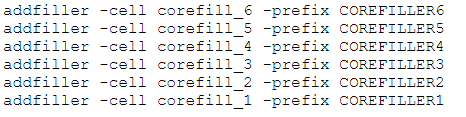 addfiller -cell corefill_6 -prefix COREFILLER6
addfiller -cell corefill_5 -prefix COREFILLER5
addfiller -cell corefill_4 -prefix COREFILLER4
addfiller -cell corefill_3 -prefix COREFILLER3
addfiller -cell corefill_2 -prefix COREFILLER2
addfiller -cell corefill_1 -prefix COREFILLER1